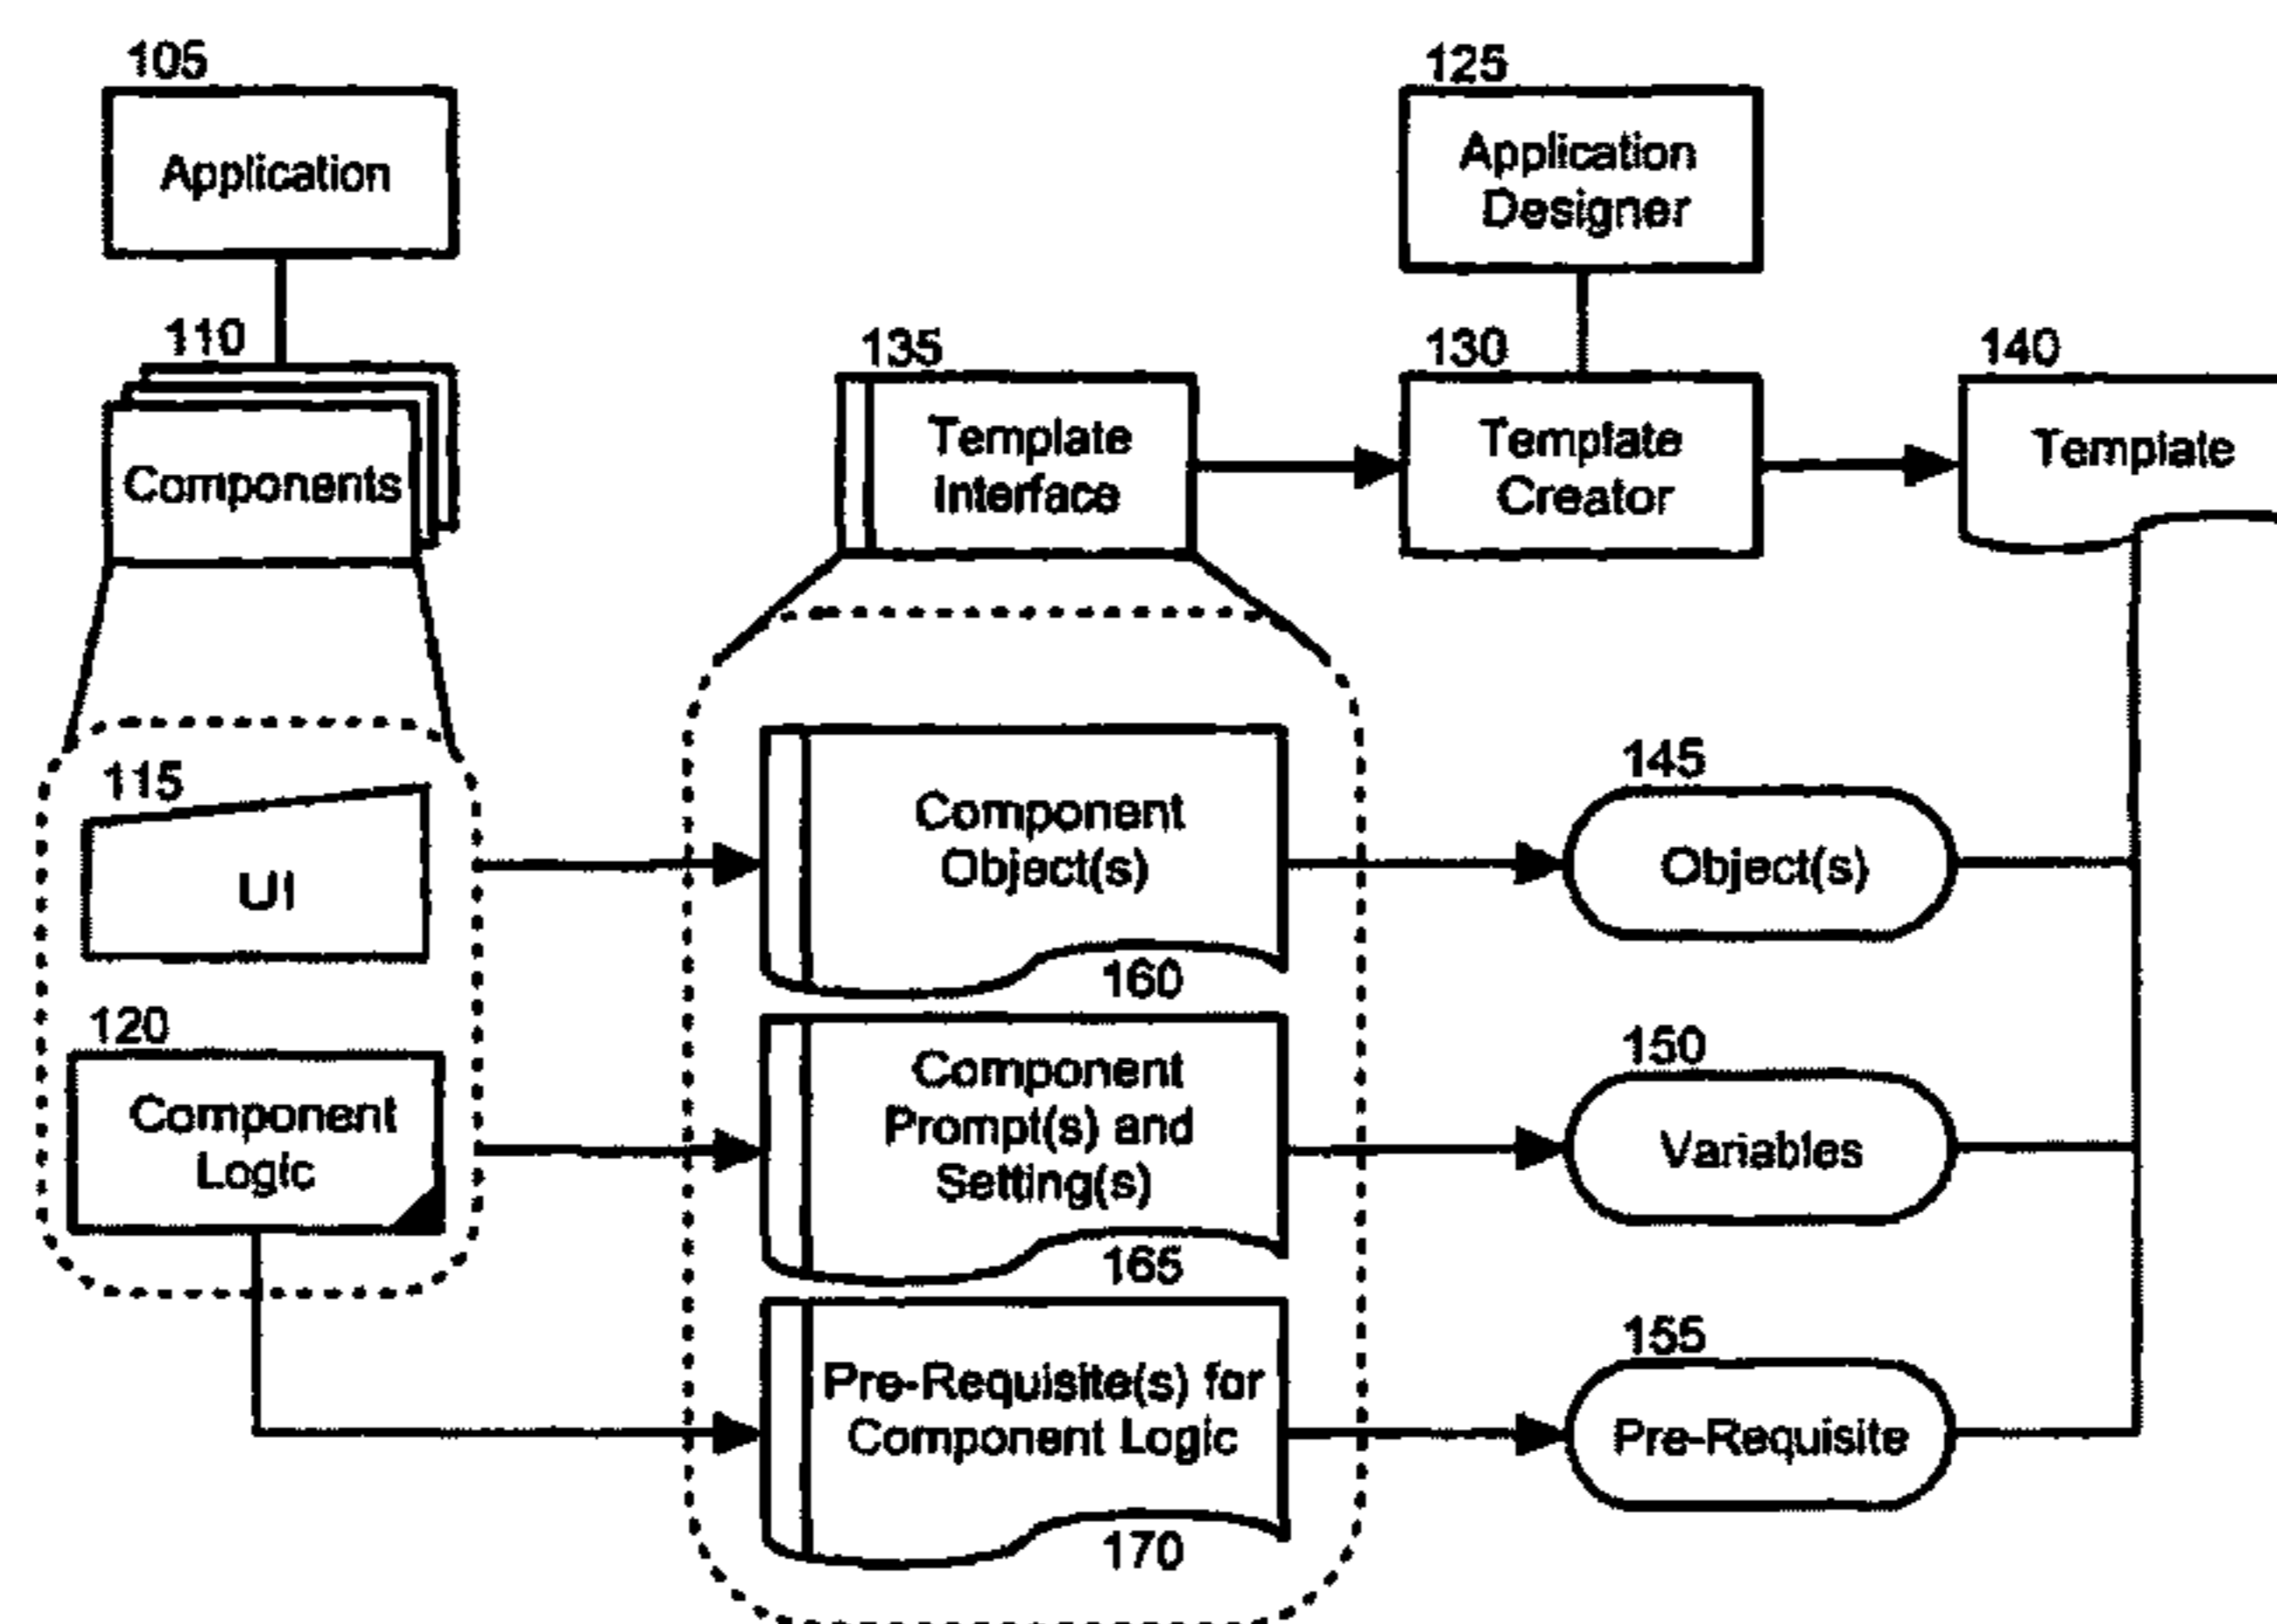 105
Application
110
Components
115
UI
120
Component
Logic
125
Application
Designer
135
Template
Interface
130
Template
Creator
140
Template
Component
Object(s)
160
Component
Prompt(s) and
Setting(s)
165
Pre-Requisite(s) for
Component Logic
170
145
Object(s)
150
Variables
155
Pre-Requisite